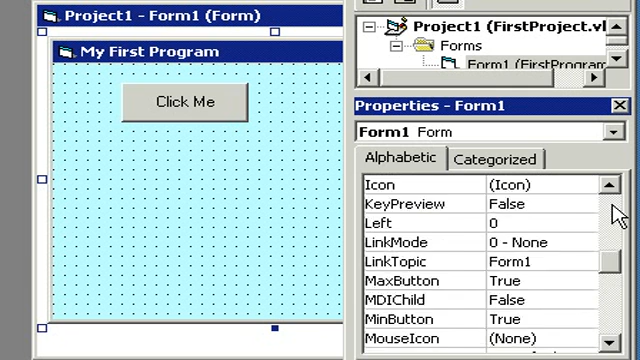 Project1 - Form1 (Form)
My First Program
Click Me
Project1 (FirstProject.vl
Forms
Form1 (FirstProgram
Properties - Form1
Form1 Form
Alphabetic
Categorized
Icon (Icon)
KeyPreview False
Left 0
LinkMode 0 - None
LinkTopic Form1
MaxButton True
MDIChild False
MinButton True
MouseIcon (None)